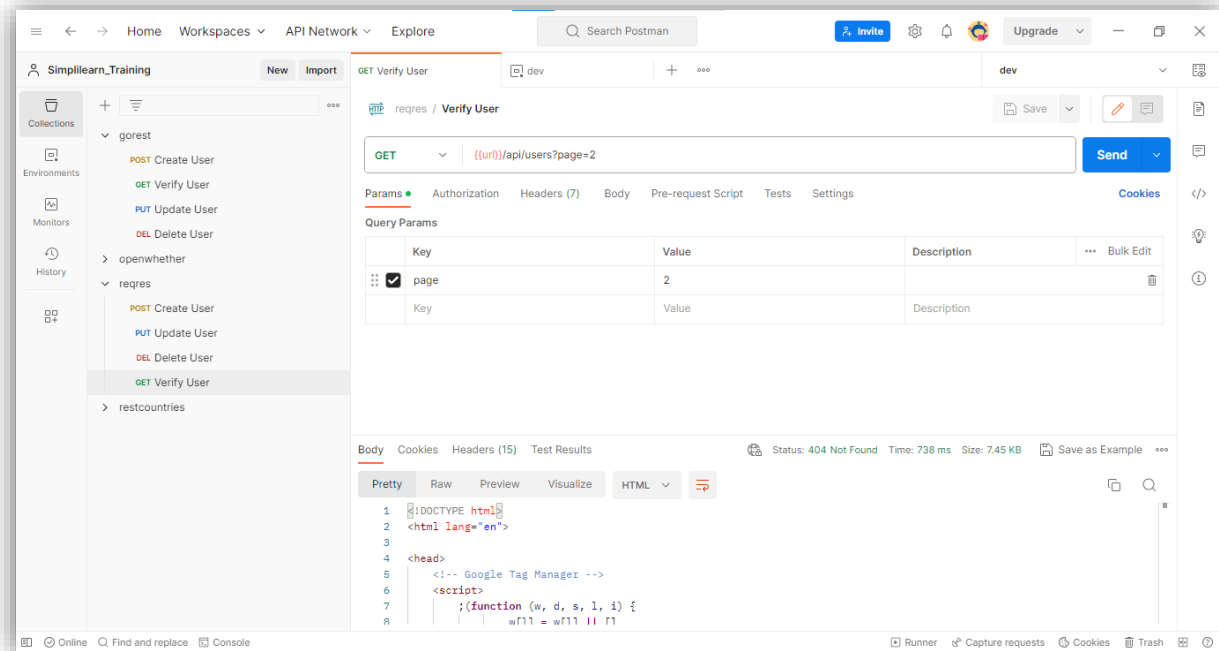 Home Workspaces API Network Explore Search Postman Invite Upgrade
Simplilearn_Training New Import GET Verify User dev + dev
Collections
Environments
Monitors
History
gorest
POST Create User
GET Verify User
PUT Update User
DEL Delete User
openwhether
reqres
POST Create User
PUT Update User
DEL Delete User
GET Verify User
restcountries
HTTP reqres / Verify User Save
GET {{url}}/api/users?page=2 Send
Params Authorization Headers (7) Body Pre-request Script Tests Settings Cookies
Query Params
Key Value Description Bulk Edit
page 2
Key Value Description
Body Cookies Headers (15) Test Results Status: 404 Not Found Time: 738 ms Size: 7.45 KB Save as Example
Pretty Raw Preview Visualize HTML
1 <!DOCTYPE html>
2 <html lang="en">
3
4 <head>
5 <!-- Google Tag Manager -->
6 <script>
7 ;(function (w, d, s, l, i) {
8 w[l] = w[l] || []
Online Find and replace Console Runner Capture requests Cookies Trash